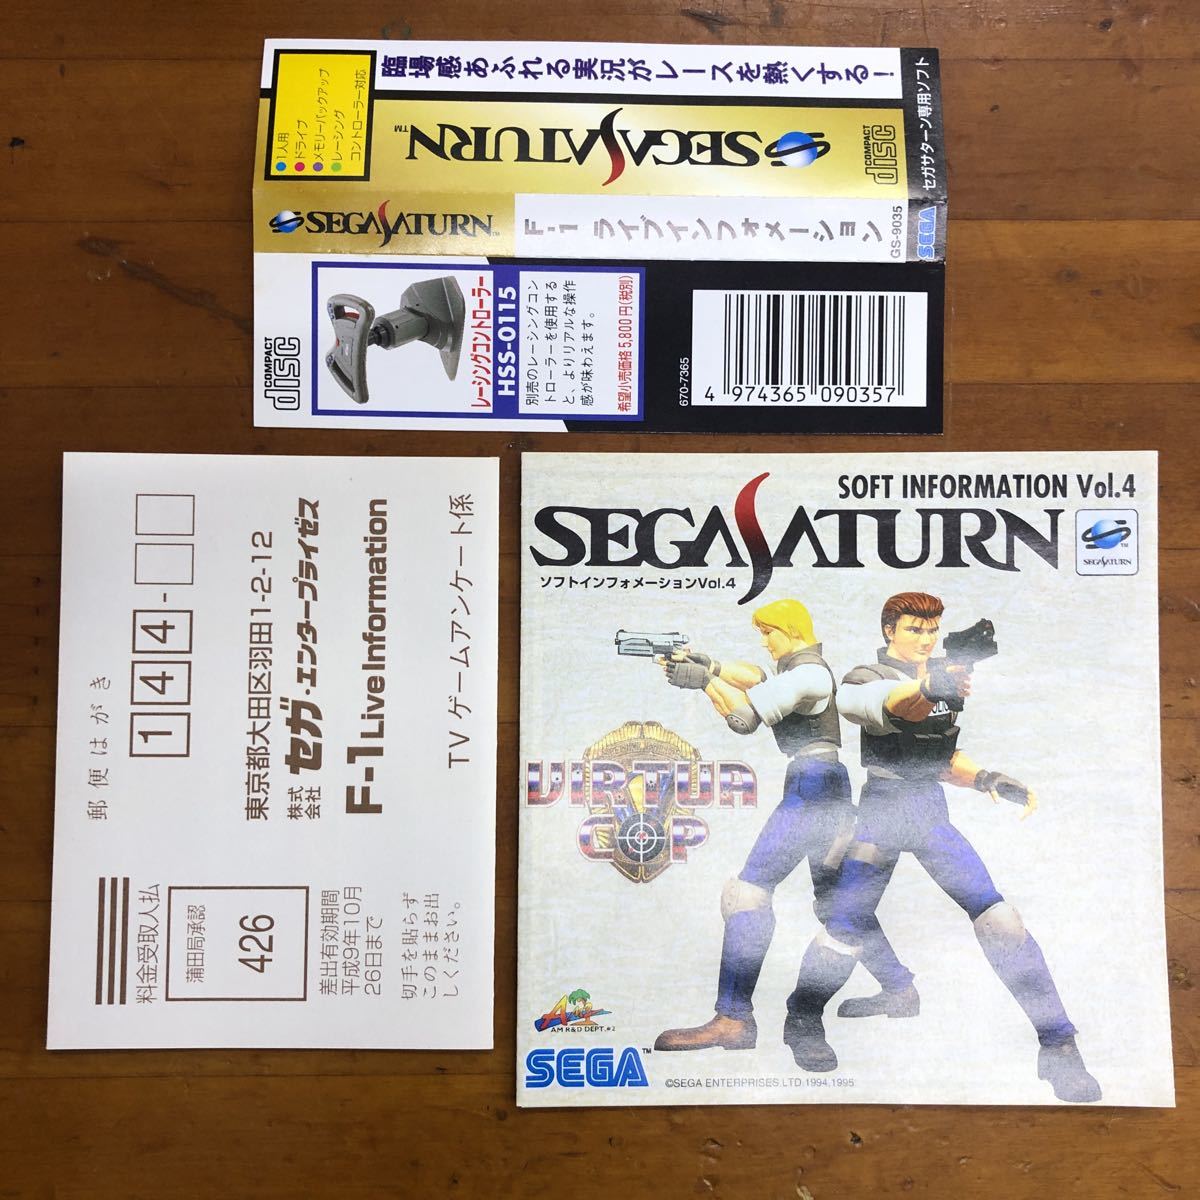 臨場感あふれる実況がレースを熱くする!
1人用
ドライブ
メモリーバックアップ
レーシング
コントローラー対応
SEGASATURN™
COMPACT
disc
セガサターン専用ソフト
SEGASATURN™
F-1 ライブインフォメーション
GS-9035
SEGA
COMPACT
disc
レーシングコントローラー
HSS-0115
別売のレーシングコン
トローラーを使用する
と、よりリアルな操作
感が味わえます。
希望小売価格5,800円(税別)
670-7365
4 974365 090357
郵便はがき
144-
東京都大田区羽田1-2-12
株式会社 セガ・エンタープライゼス
F-1 Live Information
TVゲームアンケート係
料金受取人払
蒲田局承認
426
差出有効期間
平成9年10月
26日まで
切手を貼らず
このままお出
しください。
SOFT INFORMATION Vol.4
SEGASATURN
ソフトインフォメーションVol.4
™
SEGASATURN
POLICE
VIRTUA
COP
AM2
AM R&D DEPT.#2
SEGA™
©SEGA ENTERPRISES,LTD.1994,1995